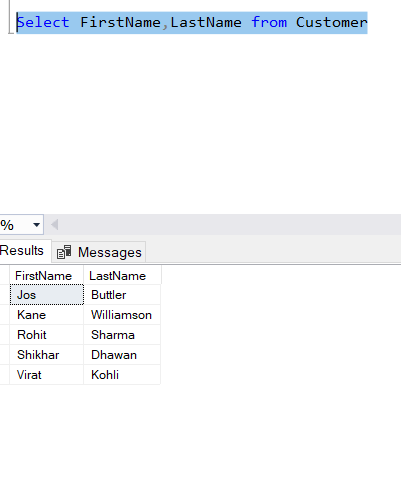 Select FirstName,LastName from Customer
%
Results Messages
FirstName LastName
Jos Buttler
Kane Williamson
Rohit Sharma
Shikhar Dhawan
Virat Kohli